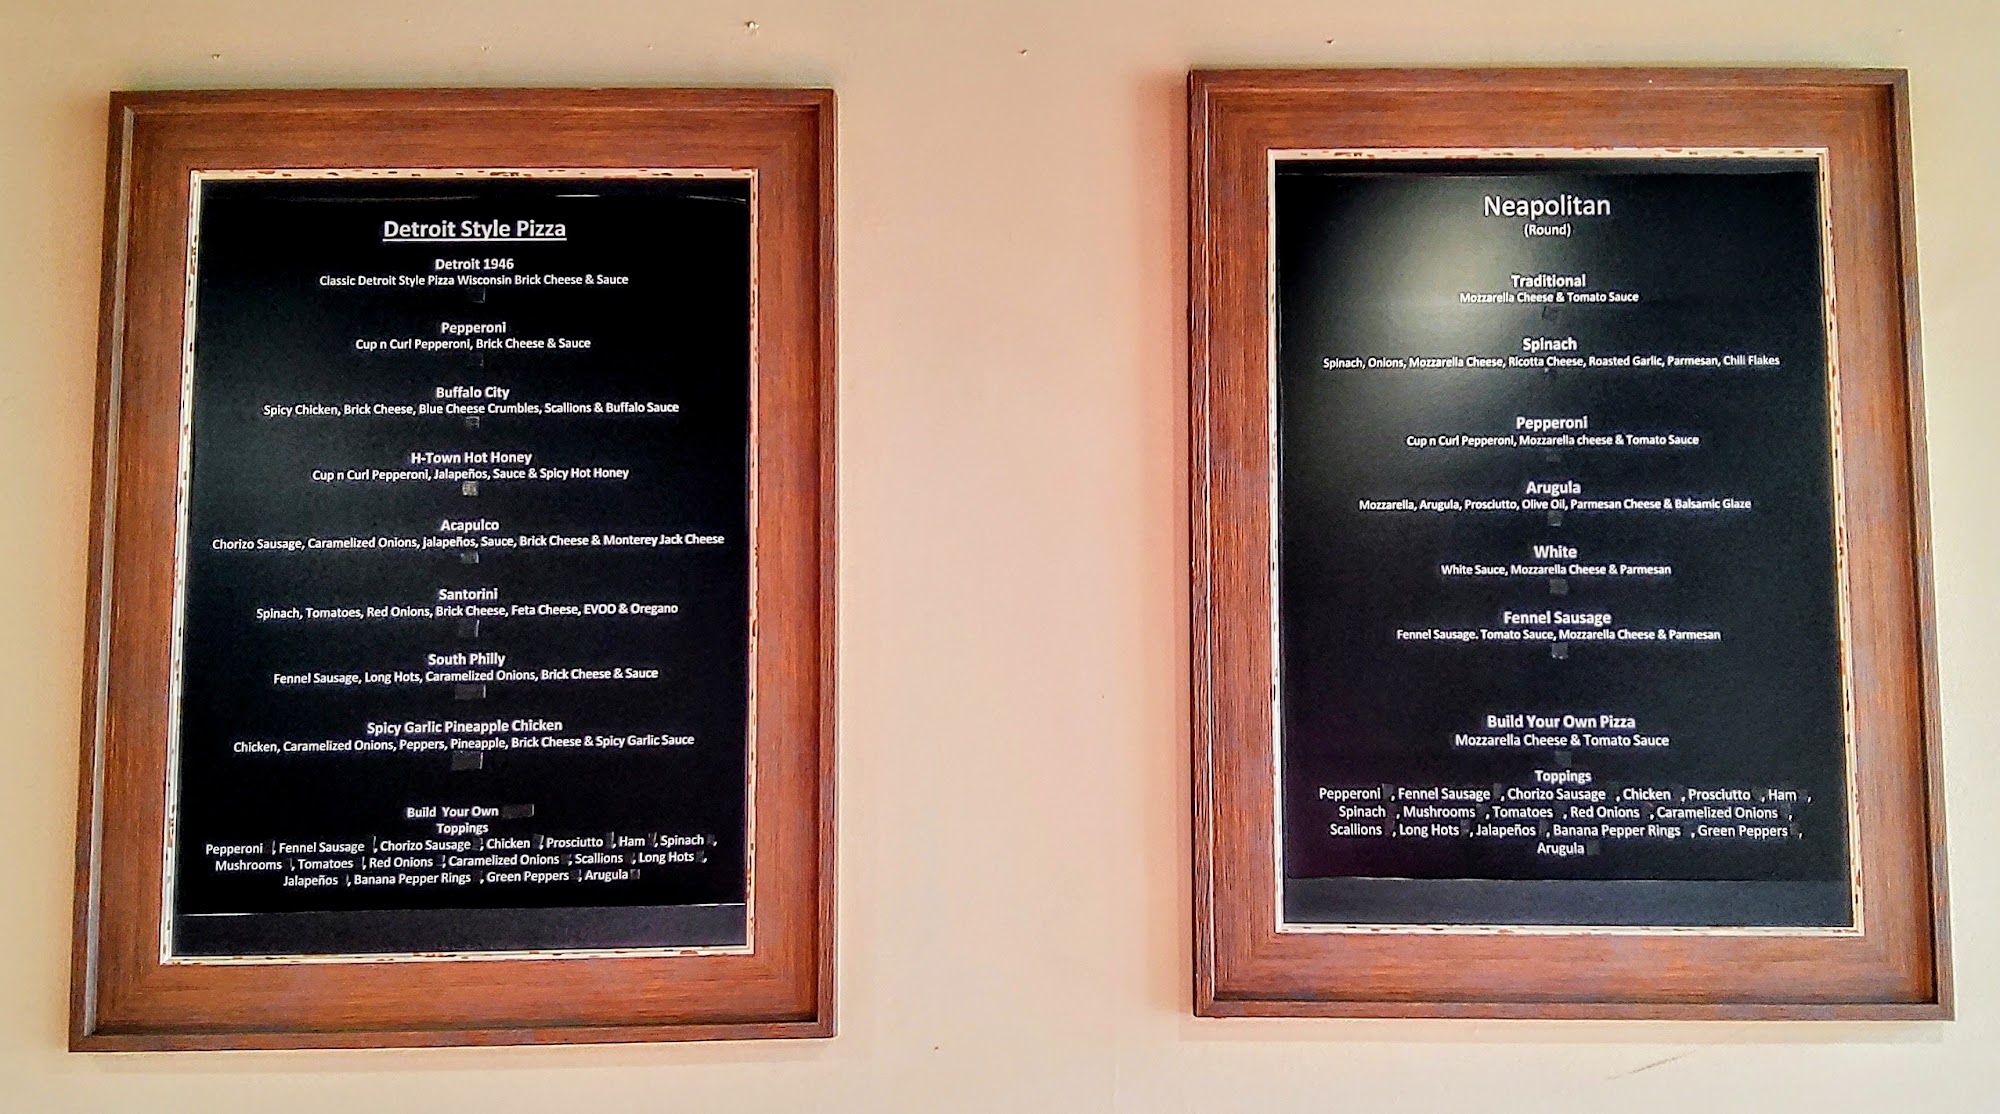 Detroit Style Pizza
Detroit 1946
Classic Detroit Style Pizza Wisconsin Brick Cheese & Sauce
Pepperoni
Cup n Curl Pepperoni, Brick Cheese & Sauce
Buffalo City
Spicy Chicken, Brick Cheese, Blue Cheese Crumbles, Scallions & Buffalo Sauce
H-Town Hot Honey
Cup n Curl Pepperoni, Jalapeños, Sauce & Spicy Hot Honey
Acapulco
Chorizo Sausage, Caramelized Onions, Jalapeños, Sauce, Brick Cheese & Monterey Jack Cheese
Santorini
Spinach, Tomatoes, Red Onions, Brick Cheese, Feta Cheese, EVOO & Oregano
South Philly
Fennel Sausage, Long Hots, Caramelized Onions, Brick Cheese & Sauce
Spicy Garlic Pineapple Chicken
Chicken, Caramelized Onions, Peppers, Pineapple, Brick Cheese & Spicy Garlic Sauce
Build Your Own
Toppings
Pepperoni , Fennel Sausage , Chorizo Sausage , Chicken , Prosciutto , Ham , Spinach ,
Mushrooms , Tomatoes , Red Onions , Caramelized Onions , Scallions , Long Hots ,
Jalapeños , Banana Pepper Rings , Green Peppers , Arugula
Neapolitan
(Round)
Traditional
Mozzarella Cheese & Tomato Sauce
Spinach
Spinach, Onions, Mozzarella Cheese, Ricotta Cheese, Roasted Garlic, Parmesan, Chili Flakes
Pepperoni
Cup n Curl Pepperoni, Mozzarella cheese & Tomato Sauce
Arugula
Mozzarella, Arugula, Prosciutto, Olive Oil, Parmesan Cheese & Balsamic Glaze
White
White Sauce, Mozzarella Cheese & Parmesan
Fennel Sausage
Fennel Sausage. Tomato Sauce, Mozzarella Cheese & Parmesan
Build Your Own Pizza
Mozzarella Cheese & Tomato Sauce
Toppings
Pepperoni , Fennel Sausage , Chorizo Sausage , Chicken , Prosciutto , Ham ,
Spinach , Mushrooms , Tomatoes , Red Onions , Caramelized Onions ,
Scallions , Long Hots , Jalapeños , Banana Pepper Rings , Green Peppers ,
Arugula